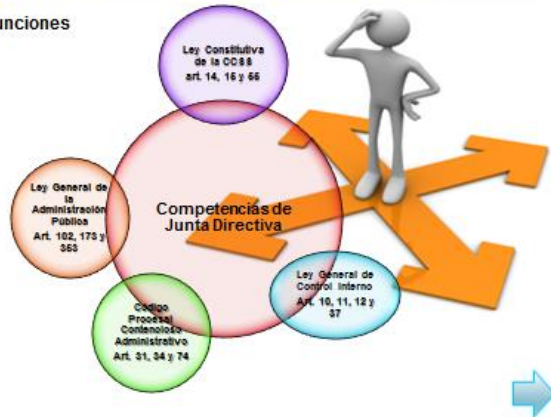 unciones
Ley Constitutiva
de la CCSS
art. 14, 15 y 55
Ley General de
la
Administración
Pública
Art. 102, 173 y
353
Competencias de
Junta Directiva
Ley General de
Control Interno
Art. 10, 11, 12 y
37
Código
Procesal
Contencioso
Administrativo
Art. 31, 34 y 74